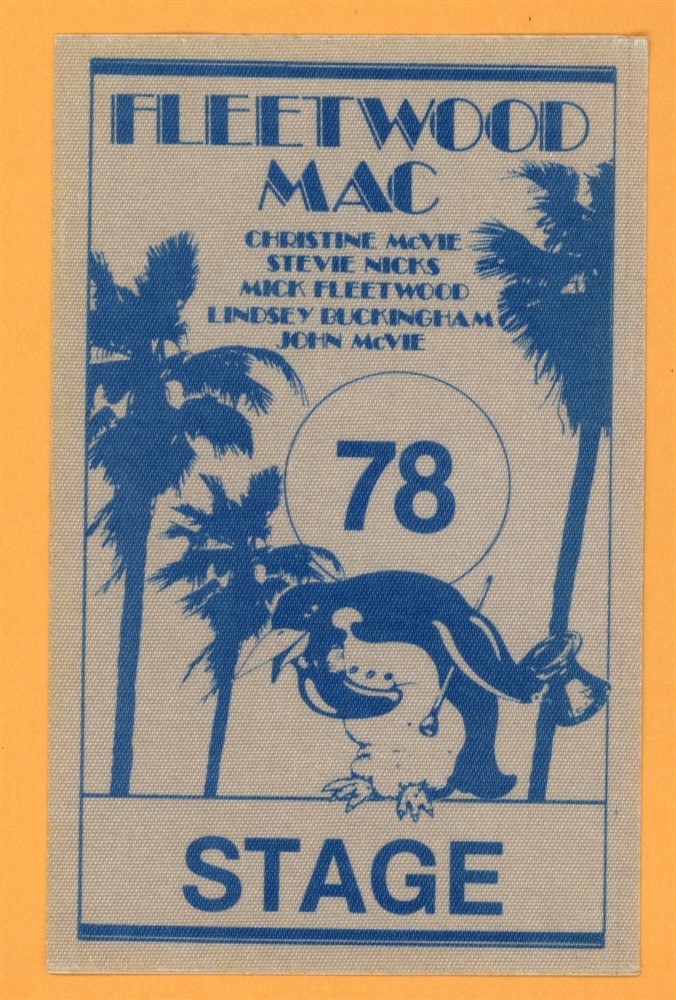 FLEETWOOD
MAC
CHRISTINE McVIE
STEVIE NICKS
MICK FLEETWOOD
LINDSEY BUCKINGHAM
JOHN McVIE
78
STAGE